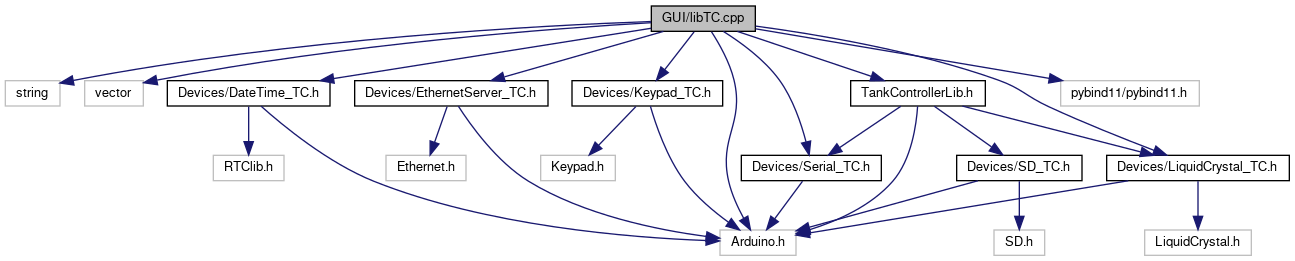 GUI/libTC.cpp
string
vector
Devices/DateTime_TC.h
Devices/EthernetServer_TC.h
Devices/Keypad_TC.h
TankControllerLib.h
pybind11/pybind11.h
RTClib.h
Ethernet.h
Keypad.h
Devices/Serial_TC.h
Devices/SD_TC.h
Devices/LiquidCrystal_TC.h
Arduino.h
SD.h
LiquidCrystal.h